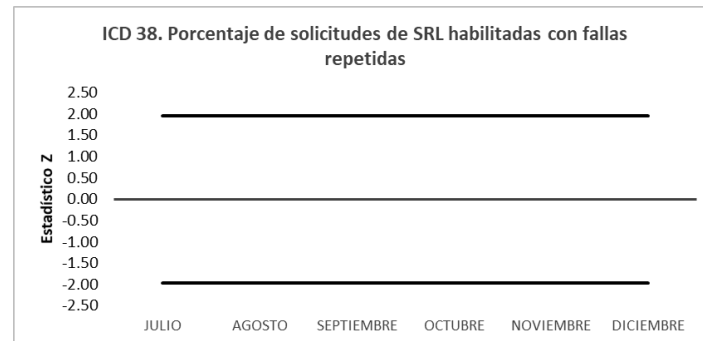 ICD 38. Porcentaje de solicitudes de SRL habilitadas con fallas
repetidas
Estadístico Z
2.50
2.00
1.50
1.00
0.50
0.00
-0.50
-1.00
-1.50
-2.00
-2.50
JULIO AGOSTO SEPTIEMBRE OCTUBRE NOVIEMBRE DICIEMBRE